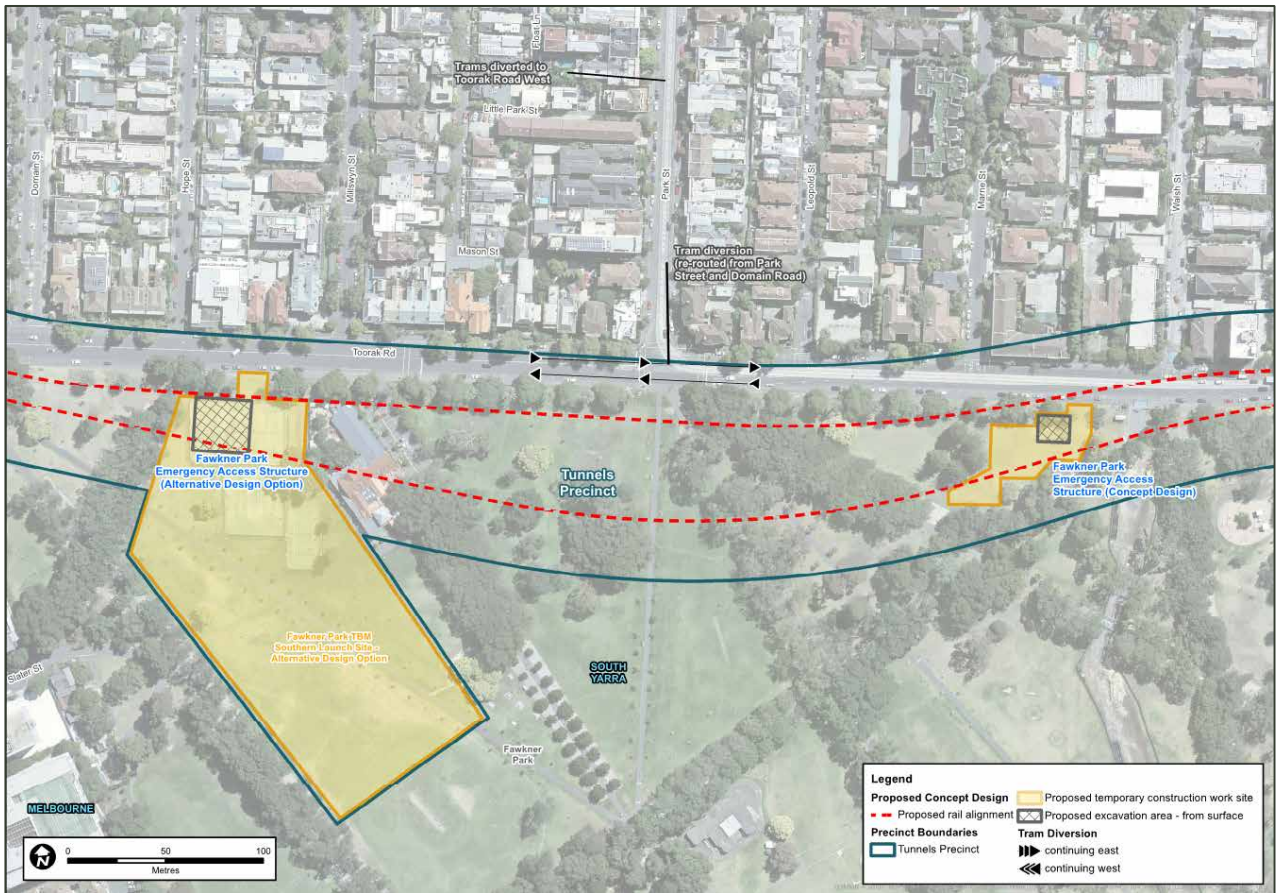 Float Ln
Trams diverted to
Toorak Road West
Little Park St
Domain St
Hope St
Millswyn St
Park St
Leopold St
Marne St
Walsh St
Mason St
Tram diversion
(re-routed from Park
Street and Domain Road)
Toorak Rd
Fawkner Park
Emergency Access Structure
(Alternative Design Option)
Tunnels
Precinct
Fawkner Park
Emergency Access
Structure (Concept Design)
Fawkner Park TBM
Southern Launch Site -
Alternative Design Option
SOUTH
YARRA
Slater St
Fawkner
Park
MELBOURNE
N
0 50 100
Metres
Legend
Proposed Concept Design
Proposed rail alignment
Precinct Boundaries
Tunnels Precinct
Proposed temporary construction work site
Proposed excavation area - from surface
Tram Diversion
continuing east
continuing west